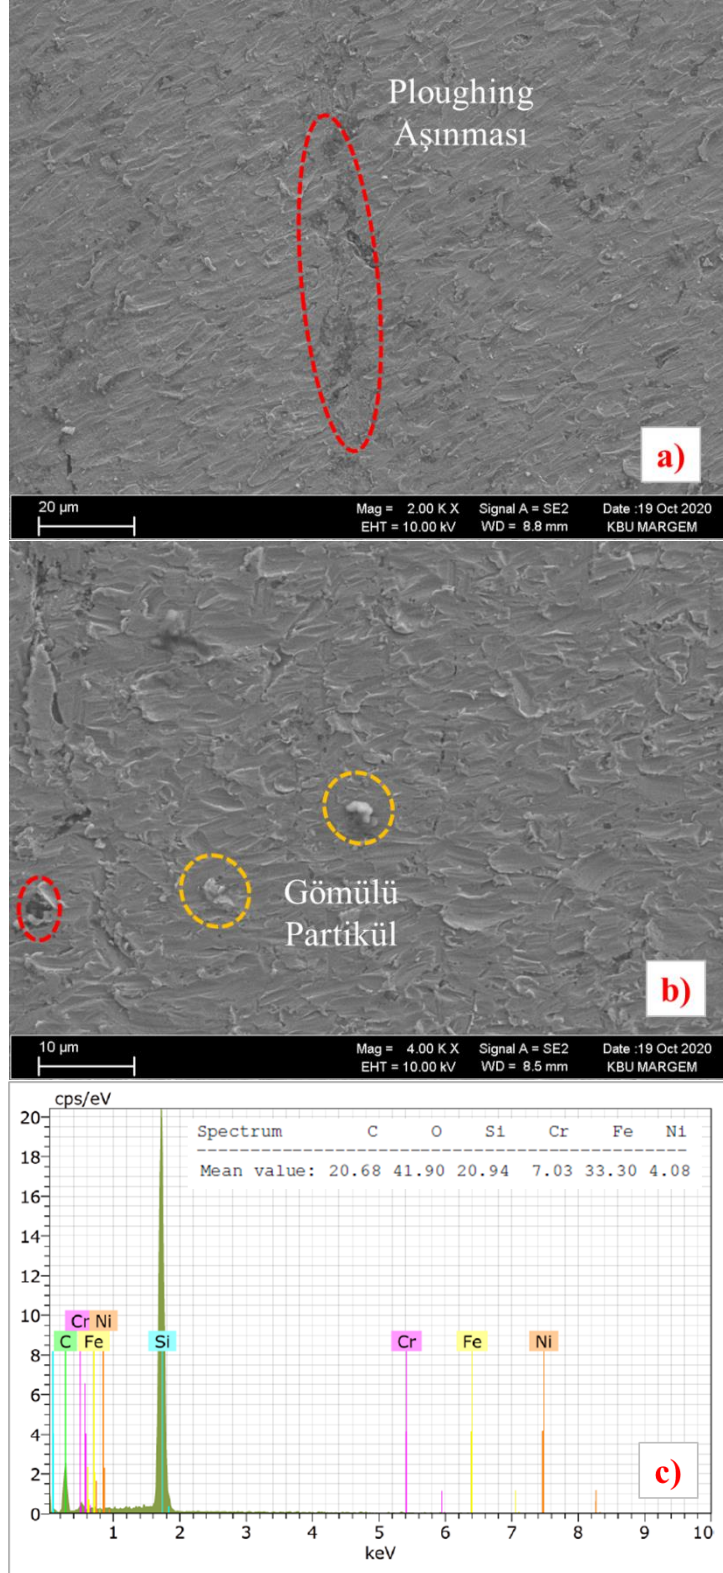 Ploughing
Aşınması
a)
20 µm
Mag = 2.00 K X Signal A = SE2 Date :19 Oct 2020
EHT = 10.00 kV WD = 8.8 mm KBU MARGEM
Gömülü
Partikül
b)
10 µm
Mag = 4.00 K X Signal A = SE2 Date :19 Oct 2020
EHT = 10.00 kV WD = 8.5 mm KBU MARGEM
cps/eV
Spectrum C O Si Cr Fe Ni
Mean value: 20.68 41.90 20.94 7.03 33.30 4.08
20
18
16
14
12
10
8
6
4
2
0
Cr Ni
C Fe Si Cr Fe Ni
c)
1 2 3 4 5 6 7 8 9 10
keV